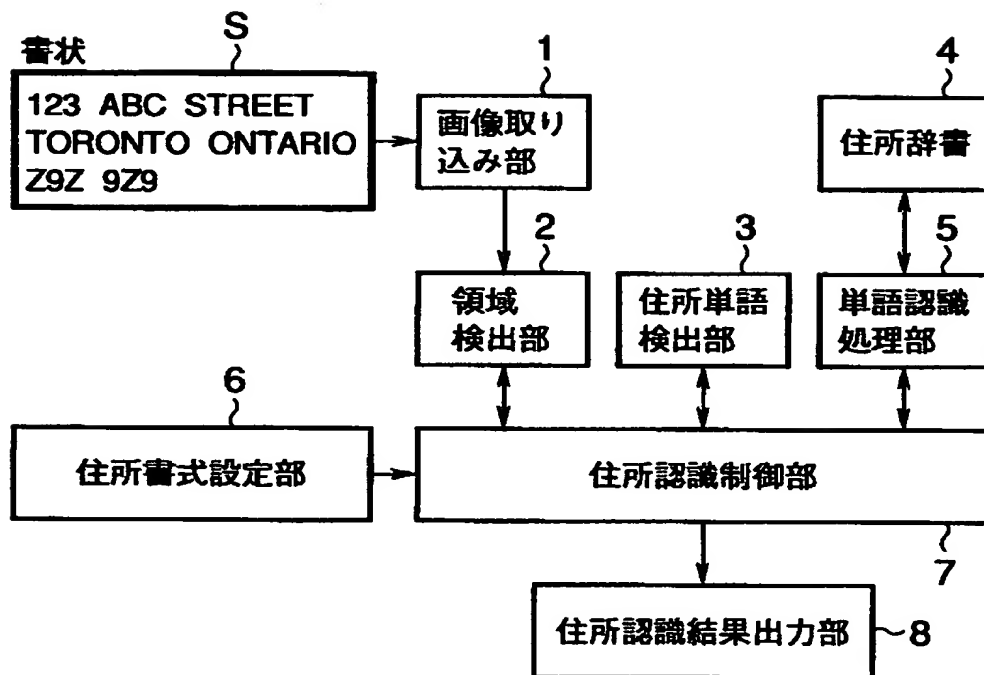 書状
S
123 ABC STREET
TORONTO ONTARIO
Z9Z 9Z9
1
画像取り
込み部
4
住所辞書
2
領域
検出部
3
住所単語
検出部
5
単語認識
処理部
6
住所書式設定部
住所認識制御部
7
住所認識結果出力部
8